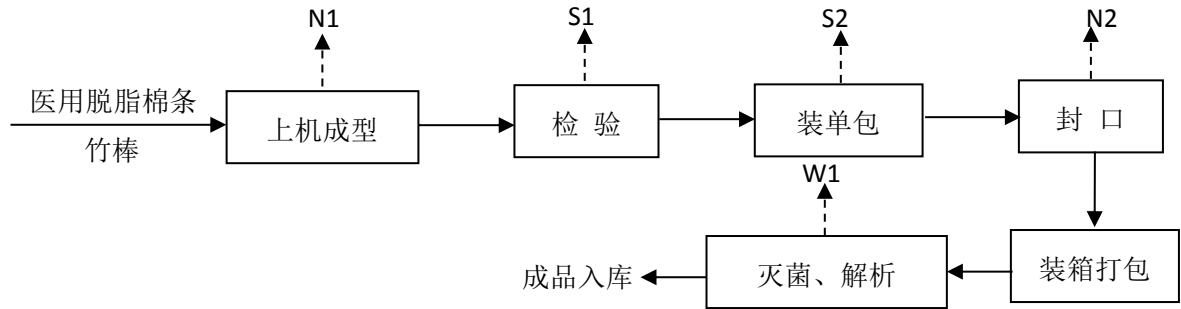 N1
S1
S2
N2
医用脱脂棉条
竹棒
上机成型
检 验
装单包
封 口
W1
成品入库
灭菌、解析
装箱打包